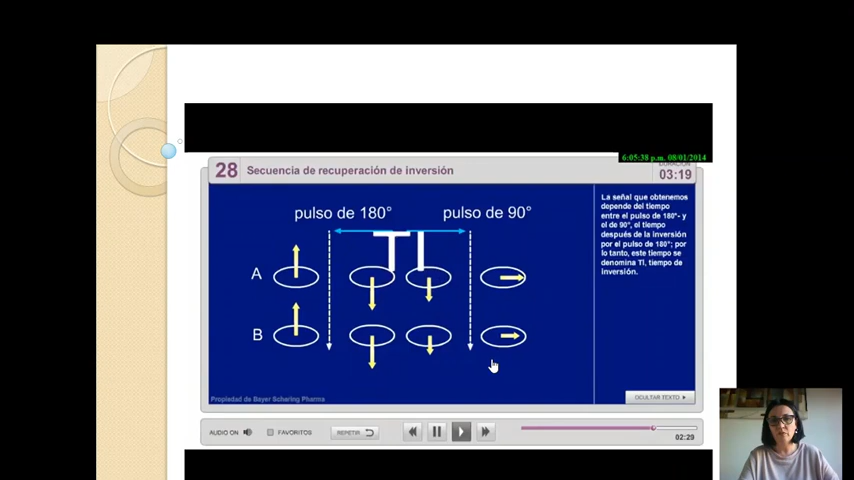 6:05:38 p.m. 08/01/2014
28 Secuencia de recuperación de inversión
03:19
pulso de 180° pulso de 90°
TI
A
B
La señal que obtenemos
depende del tiempo
entre el pulso de 180°- y
el de 90°, el tiempo
después de la inversión
por el pulso de 180°; por
lo tanto, este tiempo se
denomina TI, tiempo de
inversión.
Propiedad de Bayer Schering Pharma
OCULTAR TEXTO
AUDIO ON FAVORITOS REPETIR
02:29